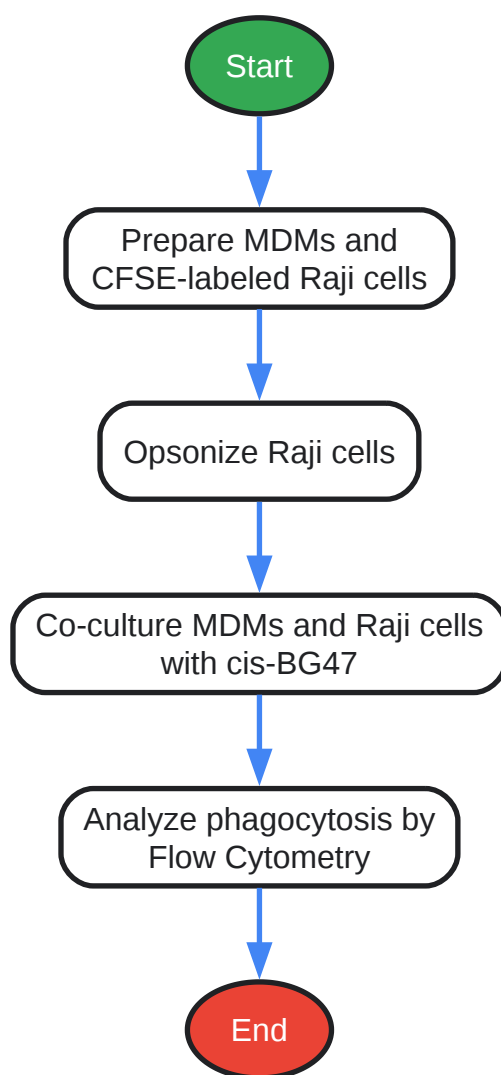 Start
Prepare MDMs and
CFSE-labeled Raji cells
Opsonize Raji cells
Co-culture MDMs and Raji cells
with cis-BG47
Analyze phagocytosis by
Flow Cytometry
End